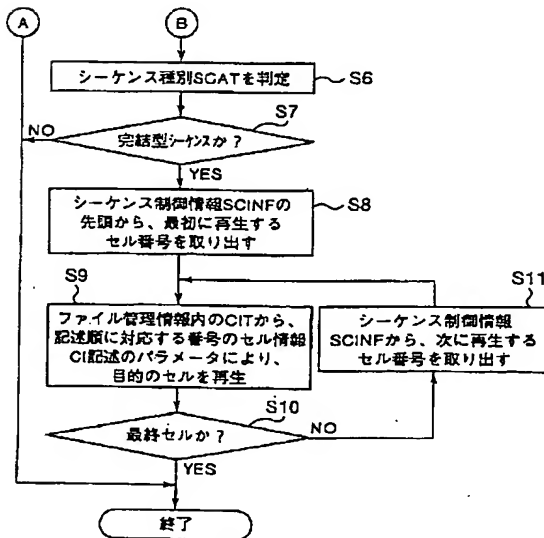 A
B
シーケンス種別SCATを判定
S6
S7
NO
完結型シーケンスか？
YES
シーケンス制御情報SCINFの
先頭から、最初に再生する
セル番号を取り出す
S8
S9
ファイル管理情報内のCITから、
記述順に対応する番号のセル情報
CI記述のパラメータにより、
目的のセルを再生
S11
シーケンス制御情報
SCINFから、次に再生する
セル番号を取り出す
S10
最終セルか？
NO
YES
終了